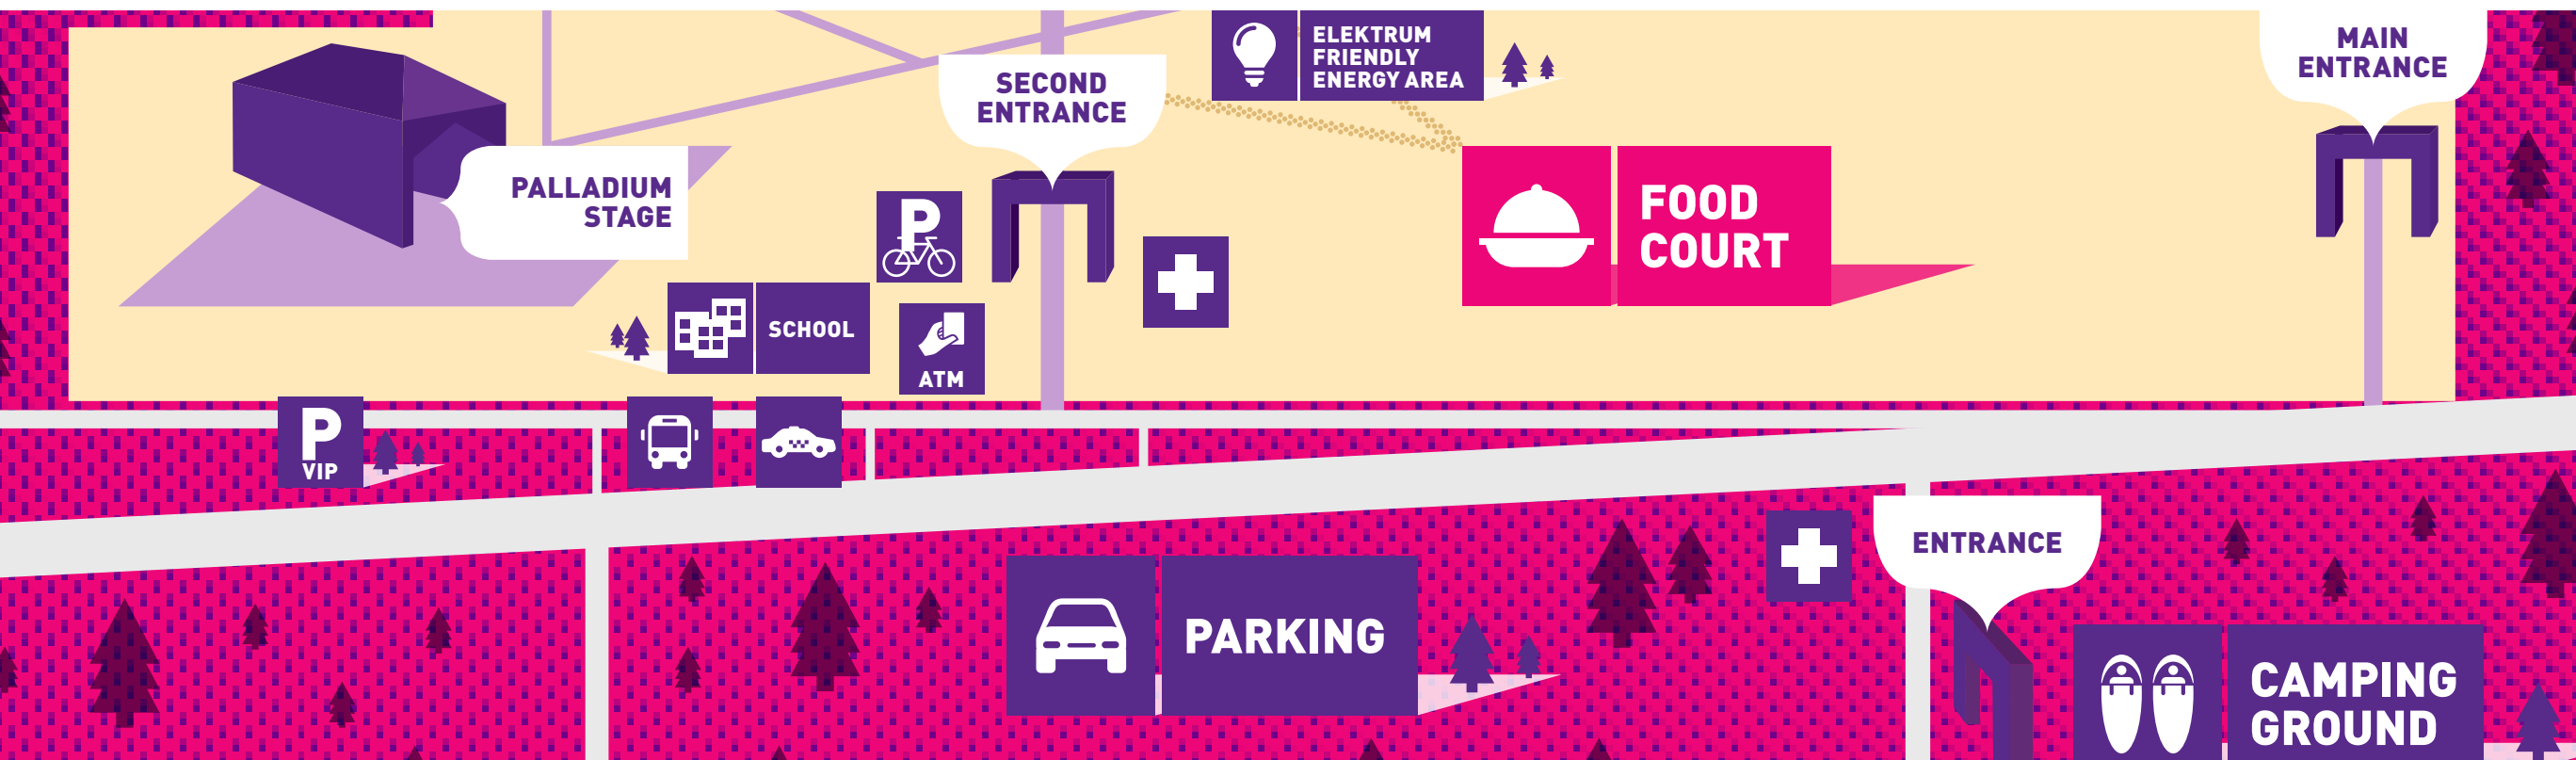 ELEKTRUM
FRIENDLY
ENERGY AREA
MAIN
ENTRANCE
SECOND
ENTRANCE
PALLADIUM
STAGE
P
FOOD
COURT
SCHOOL
ATM
P
VIP
ENTRANCE
PARKING
CAMPING
GROUND